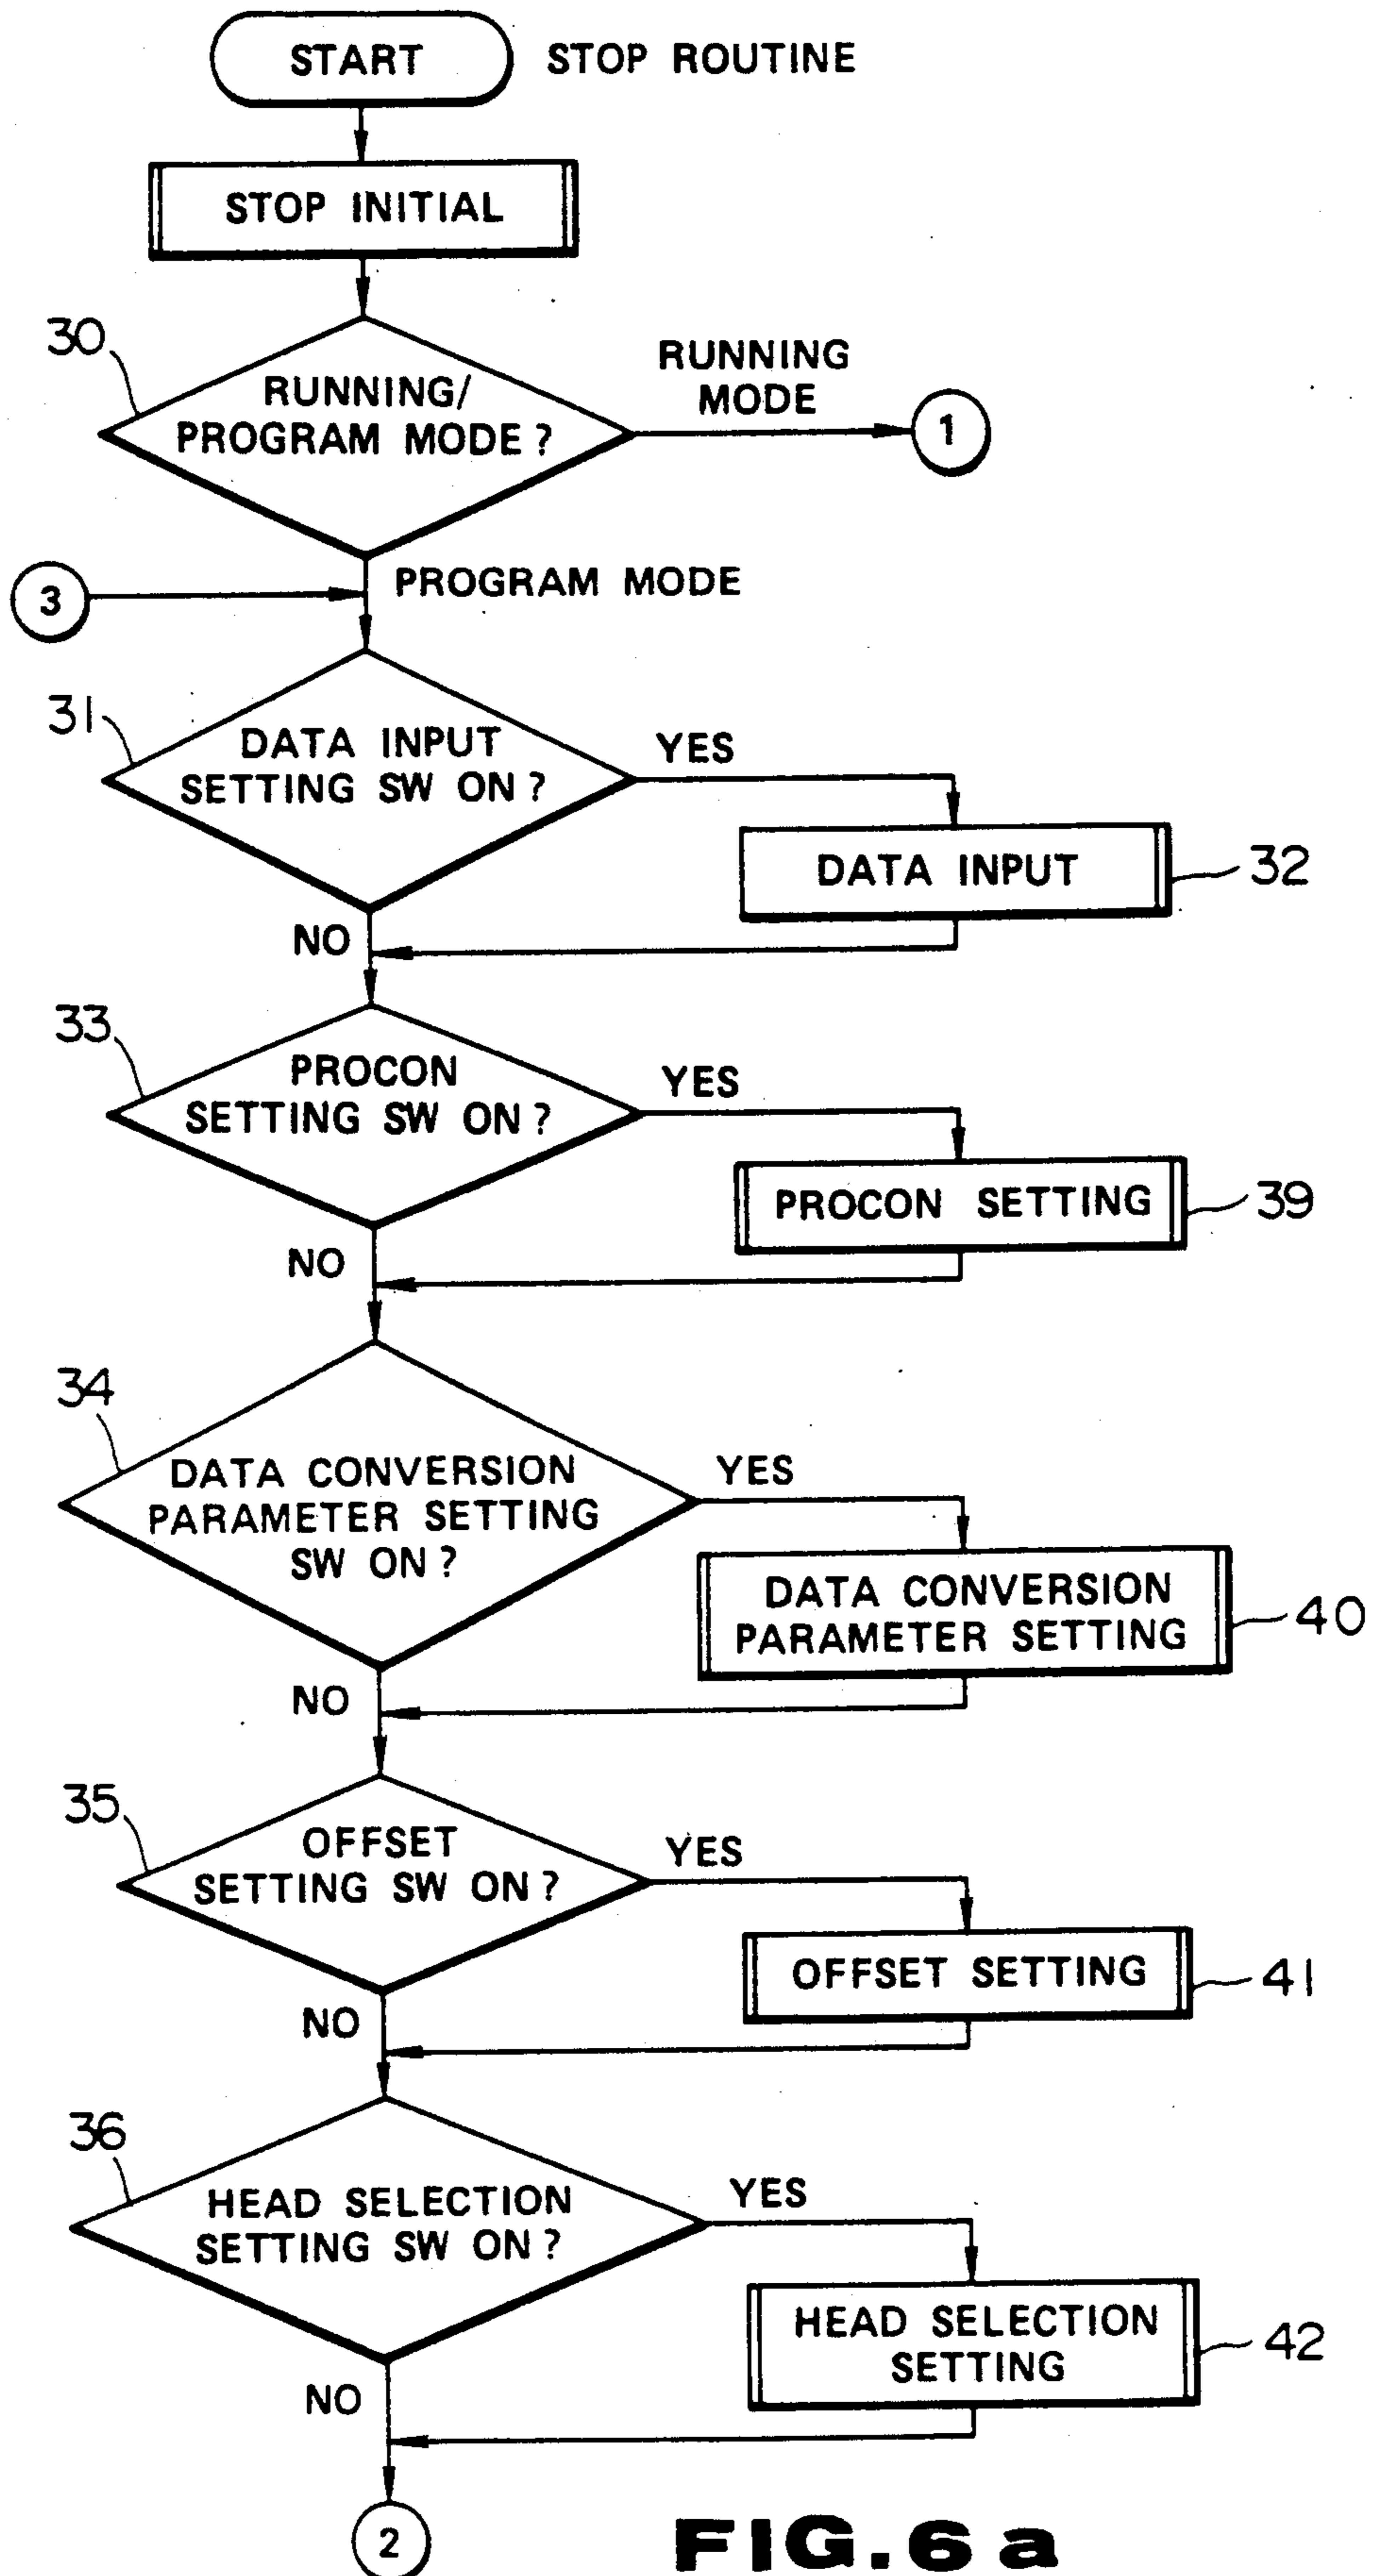 START
STOP ROUTINE
STOP INITIAL
30
RUNNING/
PROGRAM MODE?
RUNNING
MODE
1
3
PROGRAM MODE
31
DATA INPUT
SETTING SW ON?
YES
DATA INPUT
32
NO
33
PROCON
SETTING SW ON?
YES
PROCON SETTING
39
NO
34
DATA CONVERSION
PARAMETER SETTING
SW ON?
YES
DATA CONVERSION
PARAMETER SETTING
40
NO
35
OFFSET
SETTING SW ON?
YES
OFFSET SETTING
41
NO
36
HEAD SELECTION
SETTING SW ON?
YES
HEAD SELECTION
SETTING
42
NO
2
FIG.6a